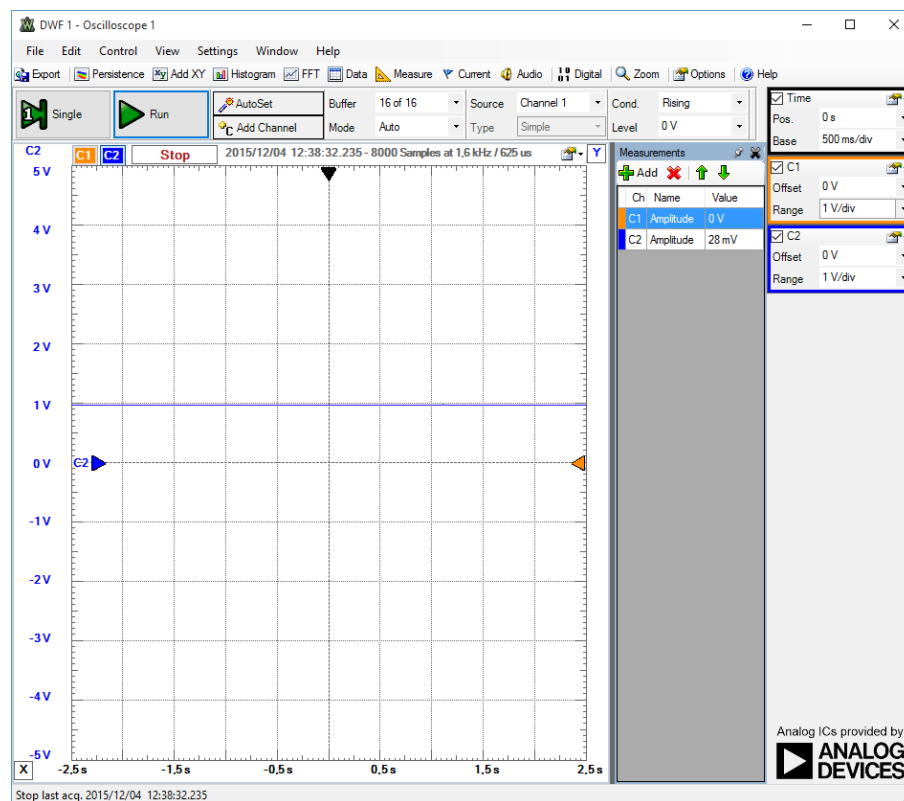 DWF 1 - Oscilloscope 1
File Edit Control View Settings Window Help
Export Persistence Add XY Histogram FFT Data Measure Current Audio Digital Zoom Options Help
Single
Run
AutoSet
Add Channel
Buffer 16 of 16 Source Channel 1 Cond. Rising
Mode Auto Type Simple Level 0 V
Time
Pos. 0 s
Base 500 ms/div
C1
Offset 0 V
Range 1 V/div
C2
Offset 0 V
Range 1 V/div
C2 C1 C2 Stop 2015/12/04 12:38:32.235 - 8000 Samples at 1,6 kHz / 625 us Y
Measurements
Add
Ch Name Value
C1 Amplitude 0 V
C2 Amplitude 28 mV
5 V
4 V
3 V
2 V
1 V
0 V C2
-1 V
-2 V
-3 V
-4 V
-5 V
X -2,5 s -1,5 s -0,5 s 0,5 s 1,5 s 2,5 s
Analog ICs provided by
ANALOG
DEVICES
Stop last acq. 2015/12/04 12:38:32.235